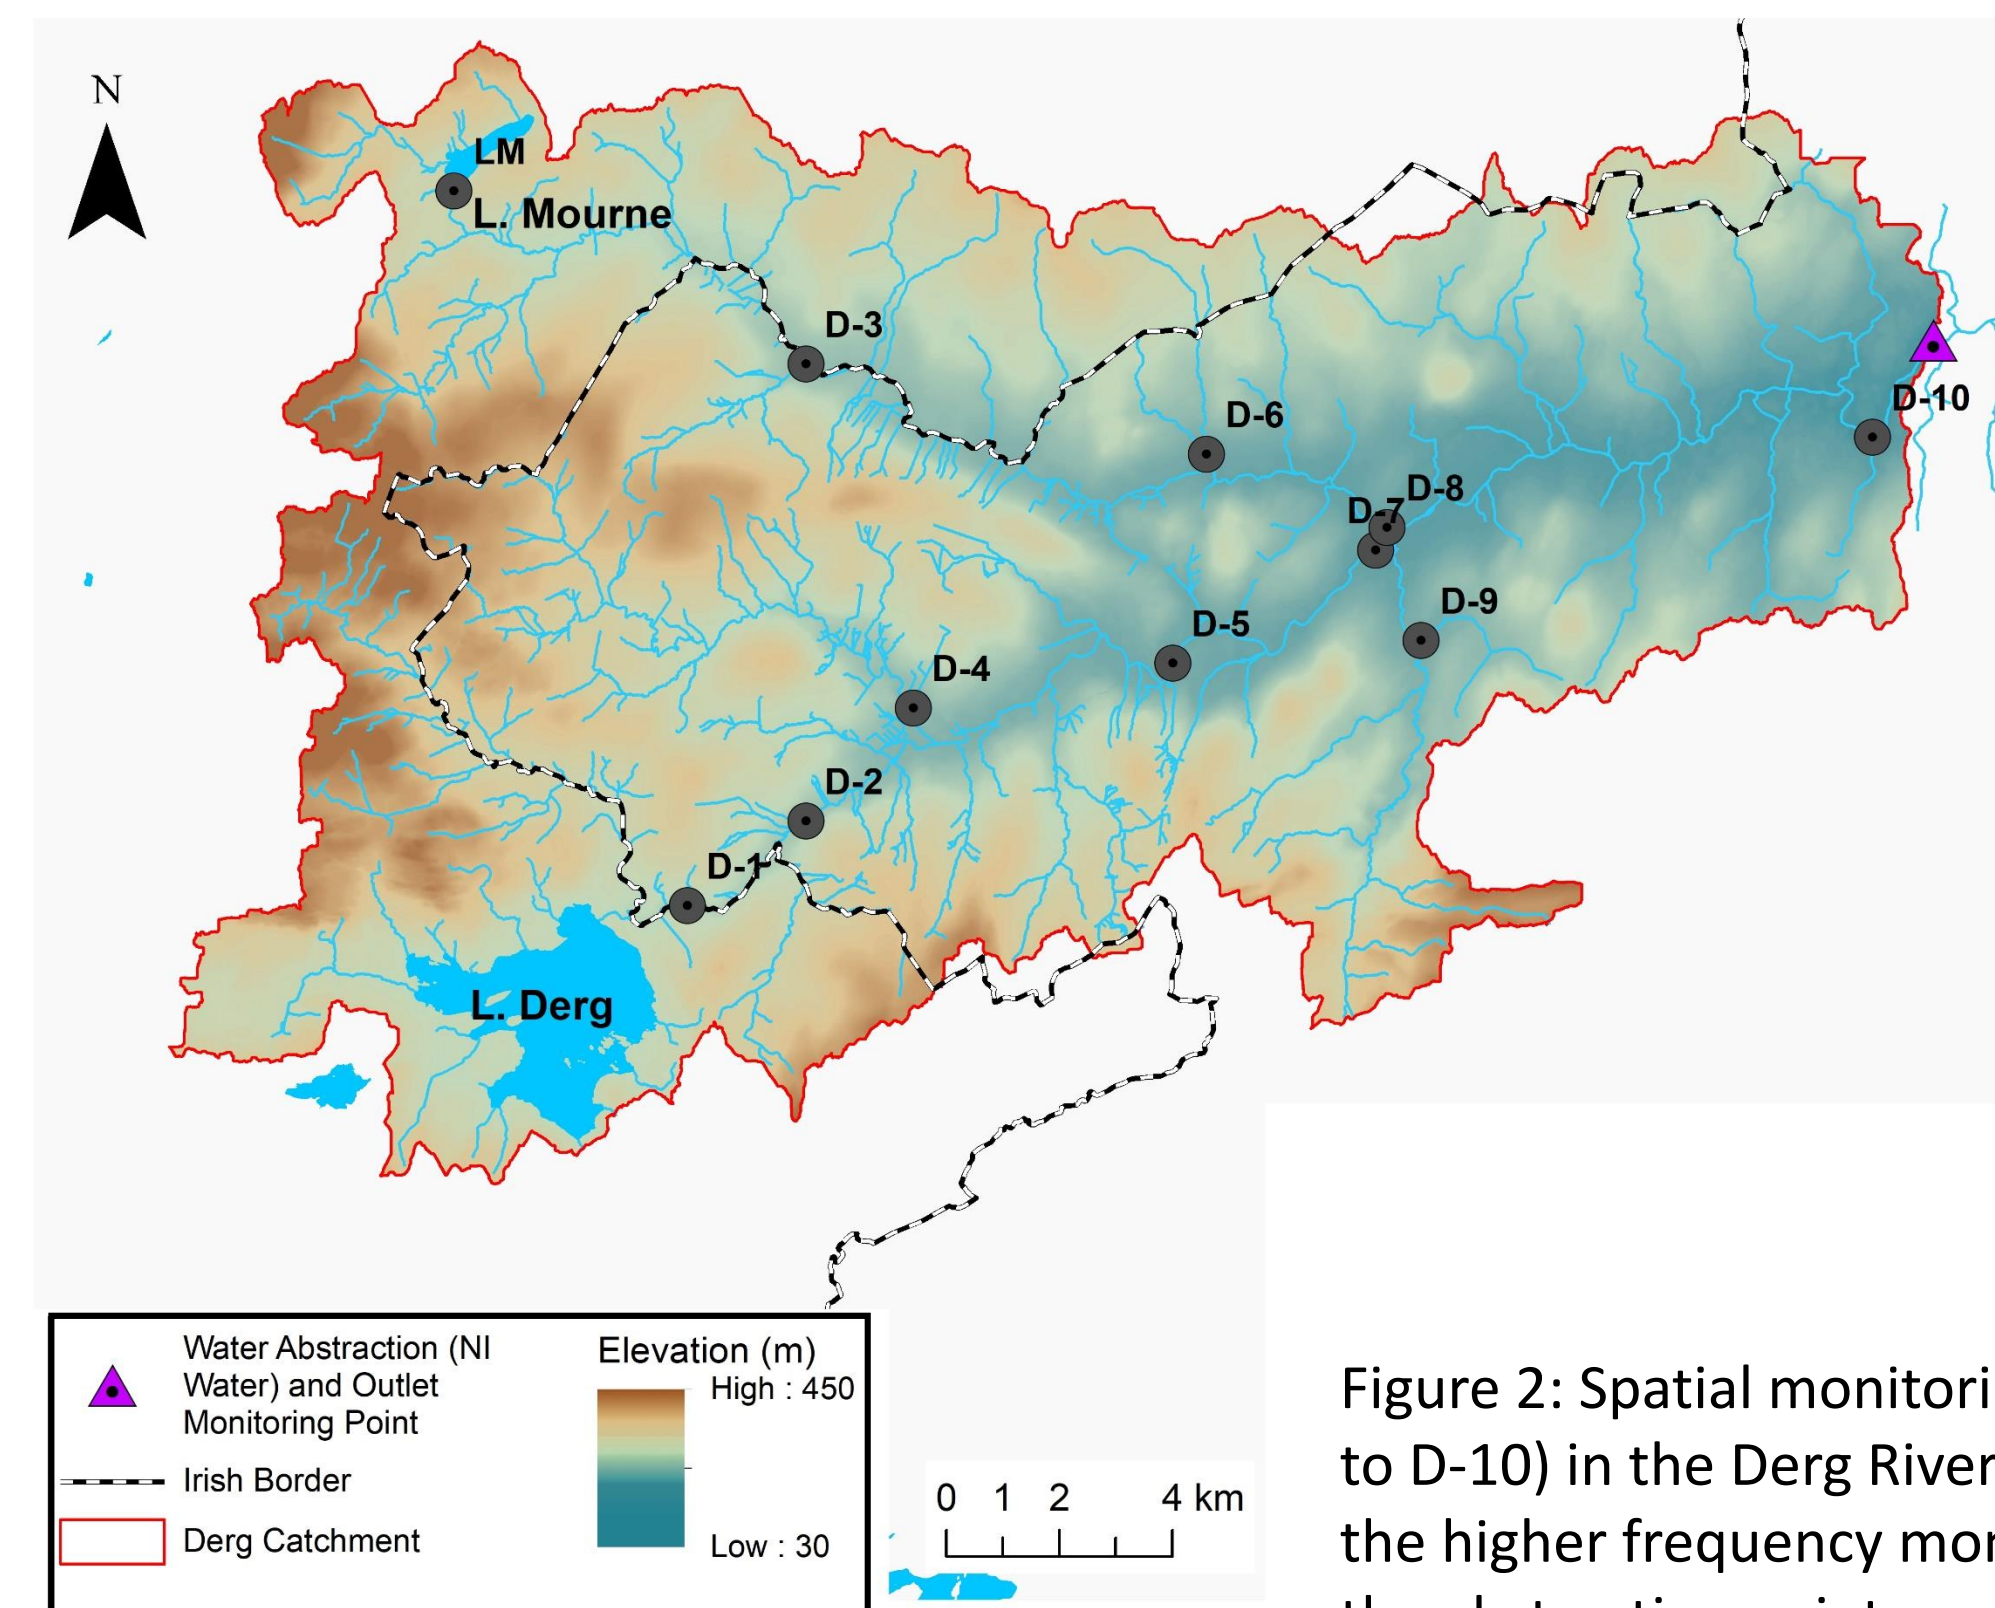 N
LM
L. Mourne
D-3
D-6
D-10
D-8
D-7
D-9
D-5
D-4
D-2
D-1
L. Derg
Water Abstraction (NI
Water) and Outlet
Monitoring Point
Irish Border
Derg Catchment
Elevation (m)
High : 450
Low : 30
0 1 2 4 km
Figure 2: Spatial monitori
to D-10) in the Derg River
the higher frequency mor